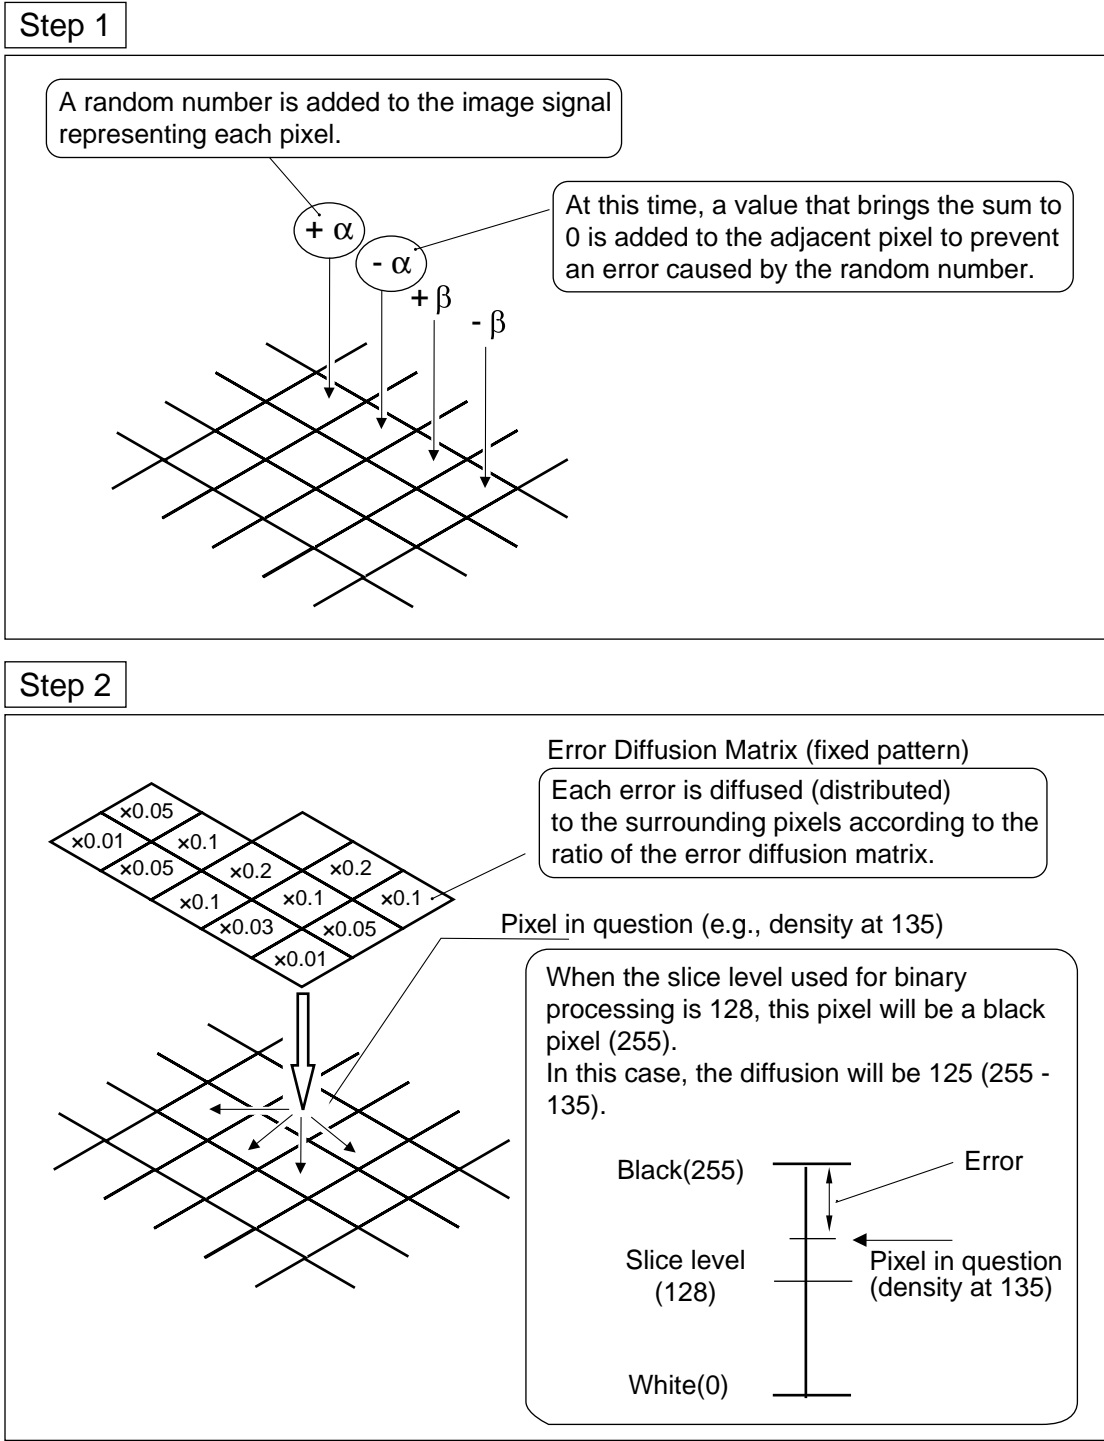 Step 1
A random number is added to the image signal
representing each pixel.
At this time, a value that brings the sum to
0 is added to the adjacent pixel to prevent
an error caused by the random number.
+ α
- α
+ β
- β
Step 2
Error Diffusion Matrix (fixed pattern)
Each error is diffused (distributed)
to the surrounding pixels according to the
ratio of the error diffusion matrix.
×0.05
×0.01 ×0.1
×0.05 ×0.2 ×0.2
×0.1 ×0.1 ×0.1
×0.03 ×0.05
×0.01
Pixel in question (e.g., density at 135)
When the slice level used for binary
processing is 128, this pixel will be a black
pixel (255).
In this case, the diffusion will be 125 (255 -
135).
Black(255)
Error
Slice level
(128)
Pixel in question
(density at 135)
White(0)